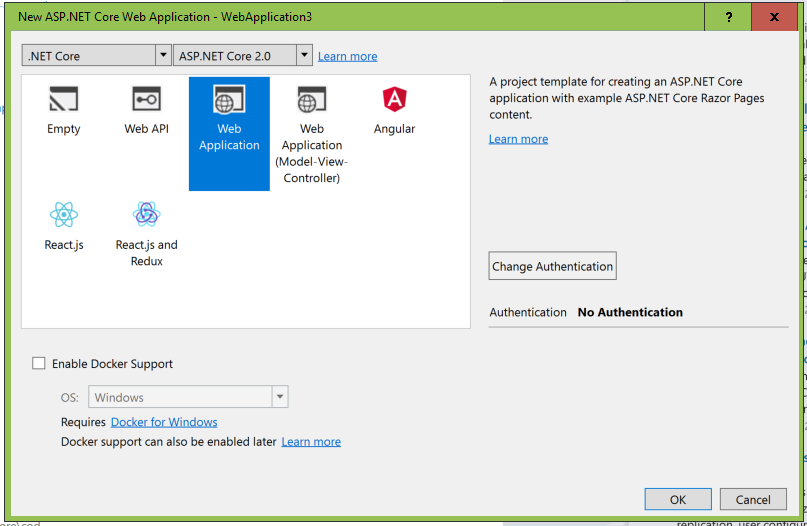 New ASP.NET Core Web Application - WebApplication3
?
x
.NET Core
ASP.NET Core 2.0
Learn more
Empty
Web API
Web
Application
Web
Application
(Model-View-
Controller)
Angular
React.js
React.js and
Redux
A project template for creating an ASP.NET Core
application with example ASP.NET Core Razor Pages
content.
Learn more
Change Authentication
Authentication No Authentication
Enable Docker Support
OS: Windows
Requires Docker for Windows
Docker support can also be enabled later Learn more
OK
Cancel